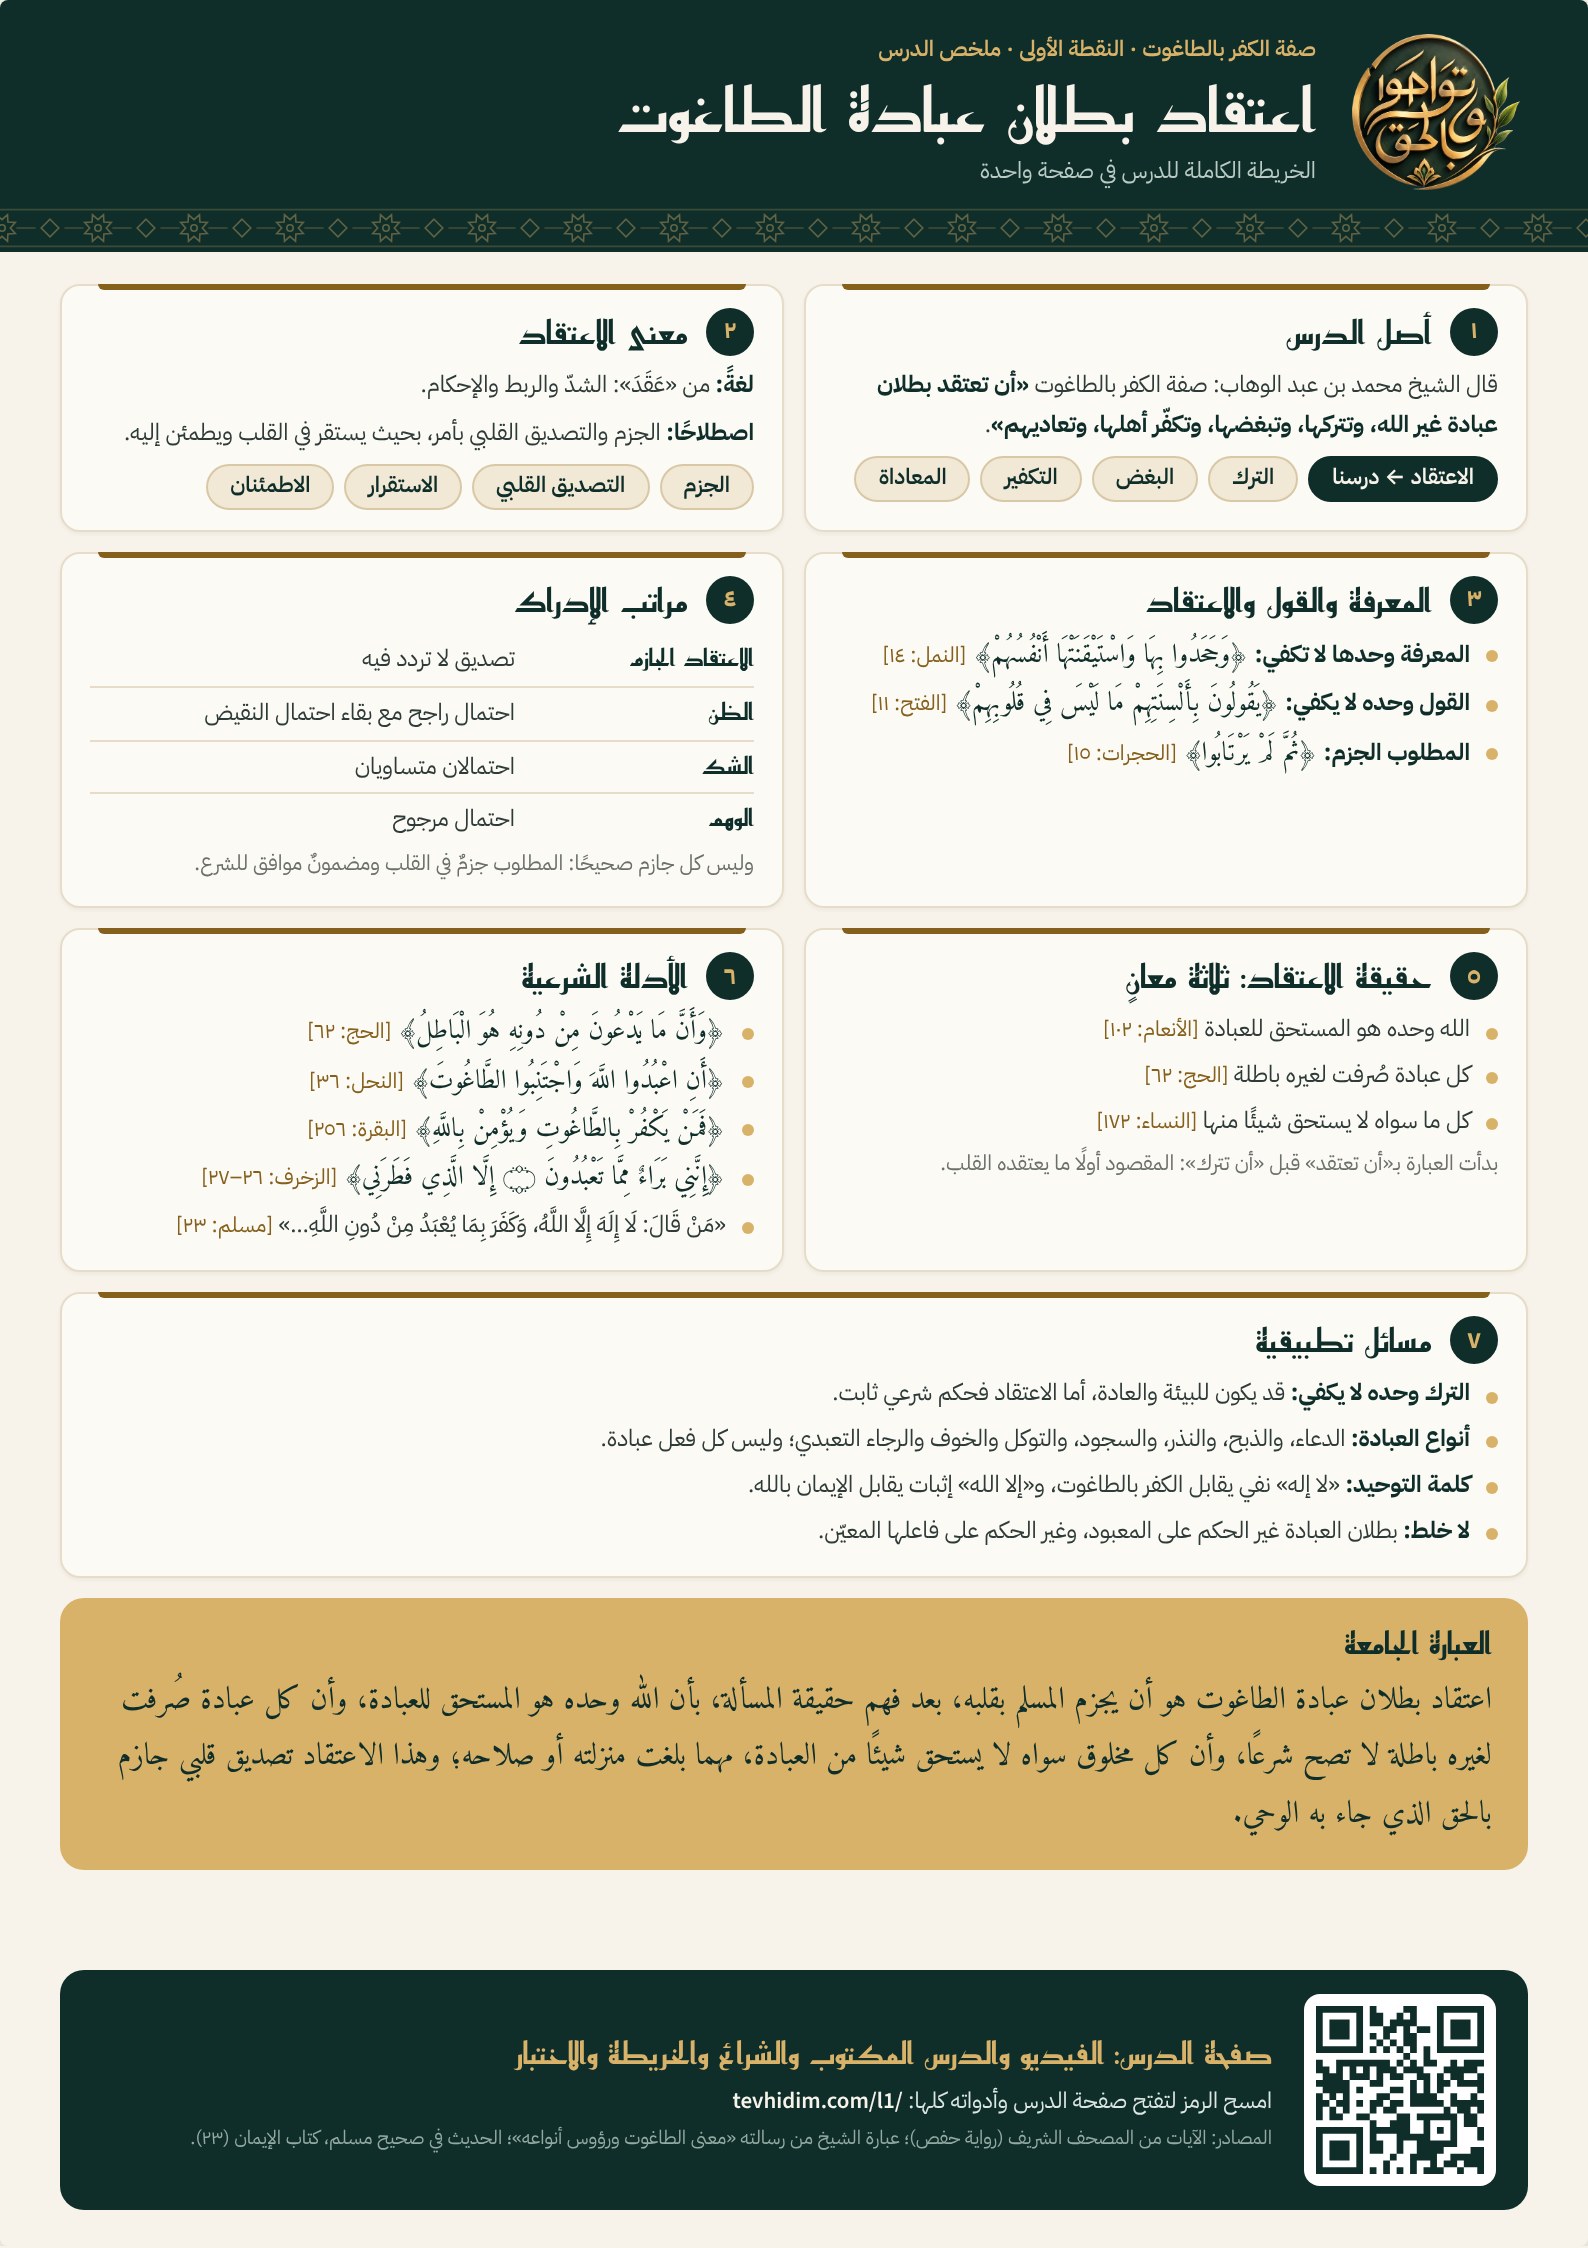 تواصوا بالحق
صفة الكفر بالطاغوت · النقطة الأولى · ملخص الدرس
اعتقاد بطلان عبادة الطاغوت
الخريطة الكاملة للدرس في صفحة واحدة
١ أصل الدرس
قال الشيخ محمد بن عبد الوهاب: صفة الكفر بالطاغوت «أن تعتقد بطلان
عبادة غير الله، وتتركها، وتبغضها، وتكفّر أهلها، وتعاديهم».
الاعتقاد ← درسنا
الترك
البغض
التكفير
المعاداة
٢ معنى الاعتقاد
لغةً: من «عَقَدَ»: الشدّ والربط والإحكام.
اصطلاحًا: الجزم والتصديق القلبي بأمر، بحيث يستقر في القلب ويطمئن إليه.
الجزم
التصديق القلبي
الاستقرار
الاطمئنان
٣ المعرفة والقول والاعتقاد
المعرفة وحدها لا تكفي: ﴿وَجَحَدُوا بِهَا وَاسْتَيْقَنَتْهَا أَنْفُسُهُمْ﴾ [النمل: ١٤]
القول وحده لا يكفي: ﴿يَقُولُونَ بِأَلْسِنَتِهِمْ مَا لَيْسَ فِي قُلُوبِهِمْ﴾ [الفتح: ١١]
المطلوب الجزم: ﴿ثُمَّ لَمْ يَرْتَابُوا﴾ [الحجرات: ١٥]
٤ مراتب الإدراك
الاعتقاد الجازم تصديق لا تردد فيه
الظن احتمال راجح مع بقاء احتمال النقيض
الشك احتمالان متساويان
الوهم احتمال مرجوح
وليس كل جازم صحيحًا: المطلوب جزمٌ في القلب ومضمونٌ موافق للشرع.
٥ حقيقة الاعتقاد: ثلاثة معانٍ
الله وحده هو المستحق للعبادة [الأنعام: ١٠٢]
كل عبادة صُرفت لغيره باطلة [الحج: ٦٢]
كل ما سواه لا يستحق شيئًا منها [النساء: ١٧٢]
بدأت العبارة بـ«أن تعتقد» قبل «أن تترك»: المقصود أولًا ما يعتقده القلب.
٦ الأدلة الشرعية
﴿وَأَنَّ مَا يَدْعُونَ مِنْ دُونِهِ هُوَ الْبَاطِلُ﴾ [الحج: ٦٢]
﴿أَنِ اعْبُدُوا اللَّهَ وَاجْتَنِبُوا الطَّاغُوتَ﴾ [النحل: ٣٦]
﴿فَمَنْ يَكْفُرْ بِالطَّاغُوتِ وَيُؤْمِنْ بِاللَّهِ﴾ [البقرة: ٢٥٦]
﴿إِنَّنِي بَرَاءٌ مِمَّا تَعْبُدُونَ ۝ إِلَّا الَّذِي فَطَرَنِي﴾ [الزخرف: ٢٦–٢٧]
«مَنْ قَالَ: لَا إِلَهَ إِلَّا اللَّهُ، وَكَفَرَ بِمَا يُعْبَدُ مِنْ دُونِ اللَّهِ...» [مسلم: ٢٣]
٧ مسائل تطبيقية
الترك وحده لا يكفي: قد يكون للبيئة والعادة، أما الاعتقاد فحكم شرعي ثابت.
أنواع العبادة: الدعاء، والذبح، والنذر، والسجود، والتوكل والخوف والرجاء التعبدي؛ وليس كل فعل عبادة.
كلمة التوحيد: «لا إله» نفي يقابل الكفر بالطاغوت، و«إلا الله» إثبات يقابل الإيمان بالله.
لا خلط: بطلان العبادة غير الحكم على المعبود، وغير الحكم على فاعلها المعيّن.
العبارة الجامعة
اعتقاد بطلان عبادة الطاغوت هو أن يجزم المسلم بقلبه، بعد فهم حقيقة المسألة، بأن الله وحده هو المستحق للعبادة، وأن كل عبادة صُرفت
لغيره باطلة لا تصح شرعًا، وأن كل مخلوق سواه لا يستحق شيئًا من العبادة، مهما بلغت منزلته أو صلاحه؛ وهذا الاعتقاد تصديق قلبي جازم
بالحق الذي جاء به الوحي.
صفحة الدرس: الفيديو والدرس المكتوب والشرائح والخريطة والاختبار
امسح الرمز لتفتح صفحة الدرس وأدواته كلها: tevhidim.com/l1/
المصادر: الآيات من المصحف الشريف (رواية حفص)؛ عبارة الشيخ من رسالته «معنى الطاغوت ورؤوس أنواعه»؛ الحديث في صحيح مسلم، كتاب الإيمان (٢٣).